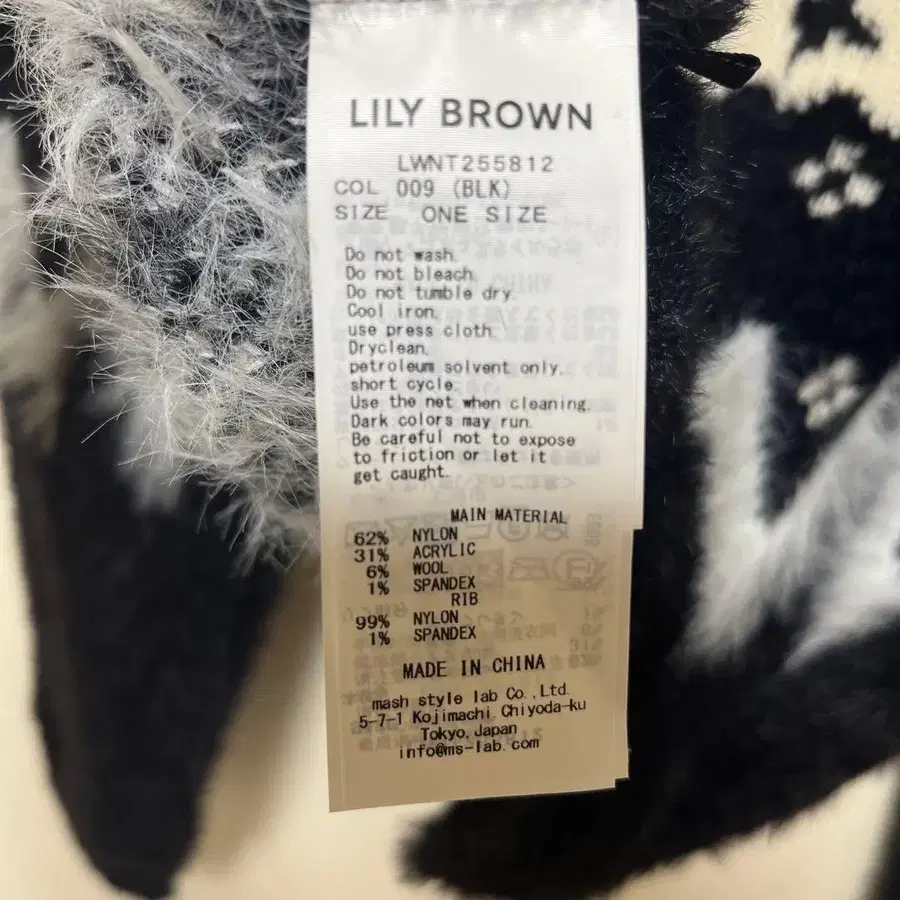 LILY BROWN
LWNT255812
COL 009 (BLK)
SIZE ONE SIZE
Do not wash.
Do not bleach.
Do not tumble dry.
Cool iron.
use press cloth.
Dryclean.
petroleum solvent only.
short cycle.
Use the net when cleaning.
Dark colors may run.
Be careful not to expose
to friction or let it
get caught.
MAIN MATERIAL
62% NYLON
31% ACRYLIC
6% WOOL
1% SPANDEX
RIB
99% NYLON
1% SPANDEX
MADE IN CHINA
mash style lab Co.,Ltd.
5-7-1 Kojimachi Chiyoda-ku
Tokyo, Japan
info@ms-lab.com